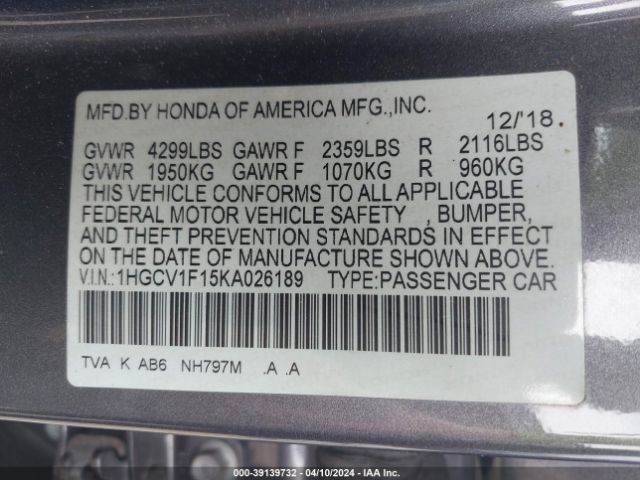 MFD.BY HONDA OF AMERICA MFG.,INC. 12/'18.
GVWR 4299LBS GAWR F 2359LBS R 2116LBS
GVWR 1950KG GAWR F 1070KG R 960KG
THIS VEHICLE CONFORMS TO ALL APPLICABLE
FEDERAL MOTOR VEHICLE SAFETY , BUMPER,
AND THEFT PREVENTION STANDARDS IN EFFECT
ON THE DATE OF MANUFACTURE SHOWN ABOVE.
V.I.N.:1HGCV1F15KA026189 TYPE:PASSENGER CAR
TVA K AB6 NH797M .A .A
000-39139732 — 04/10/2024 — IAA Inc.